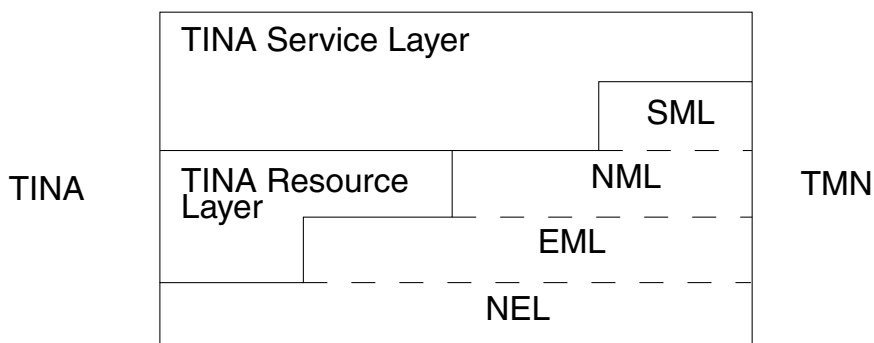 TINA Service Layer
SML
TINA
TINA Resource
Layer
NML
TMN
EML
NEL